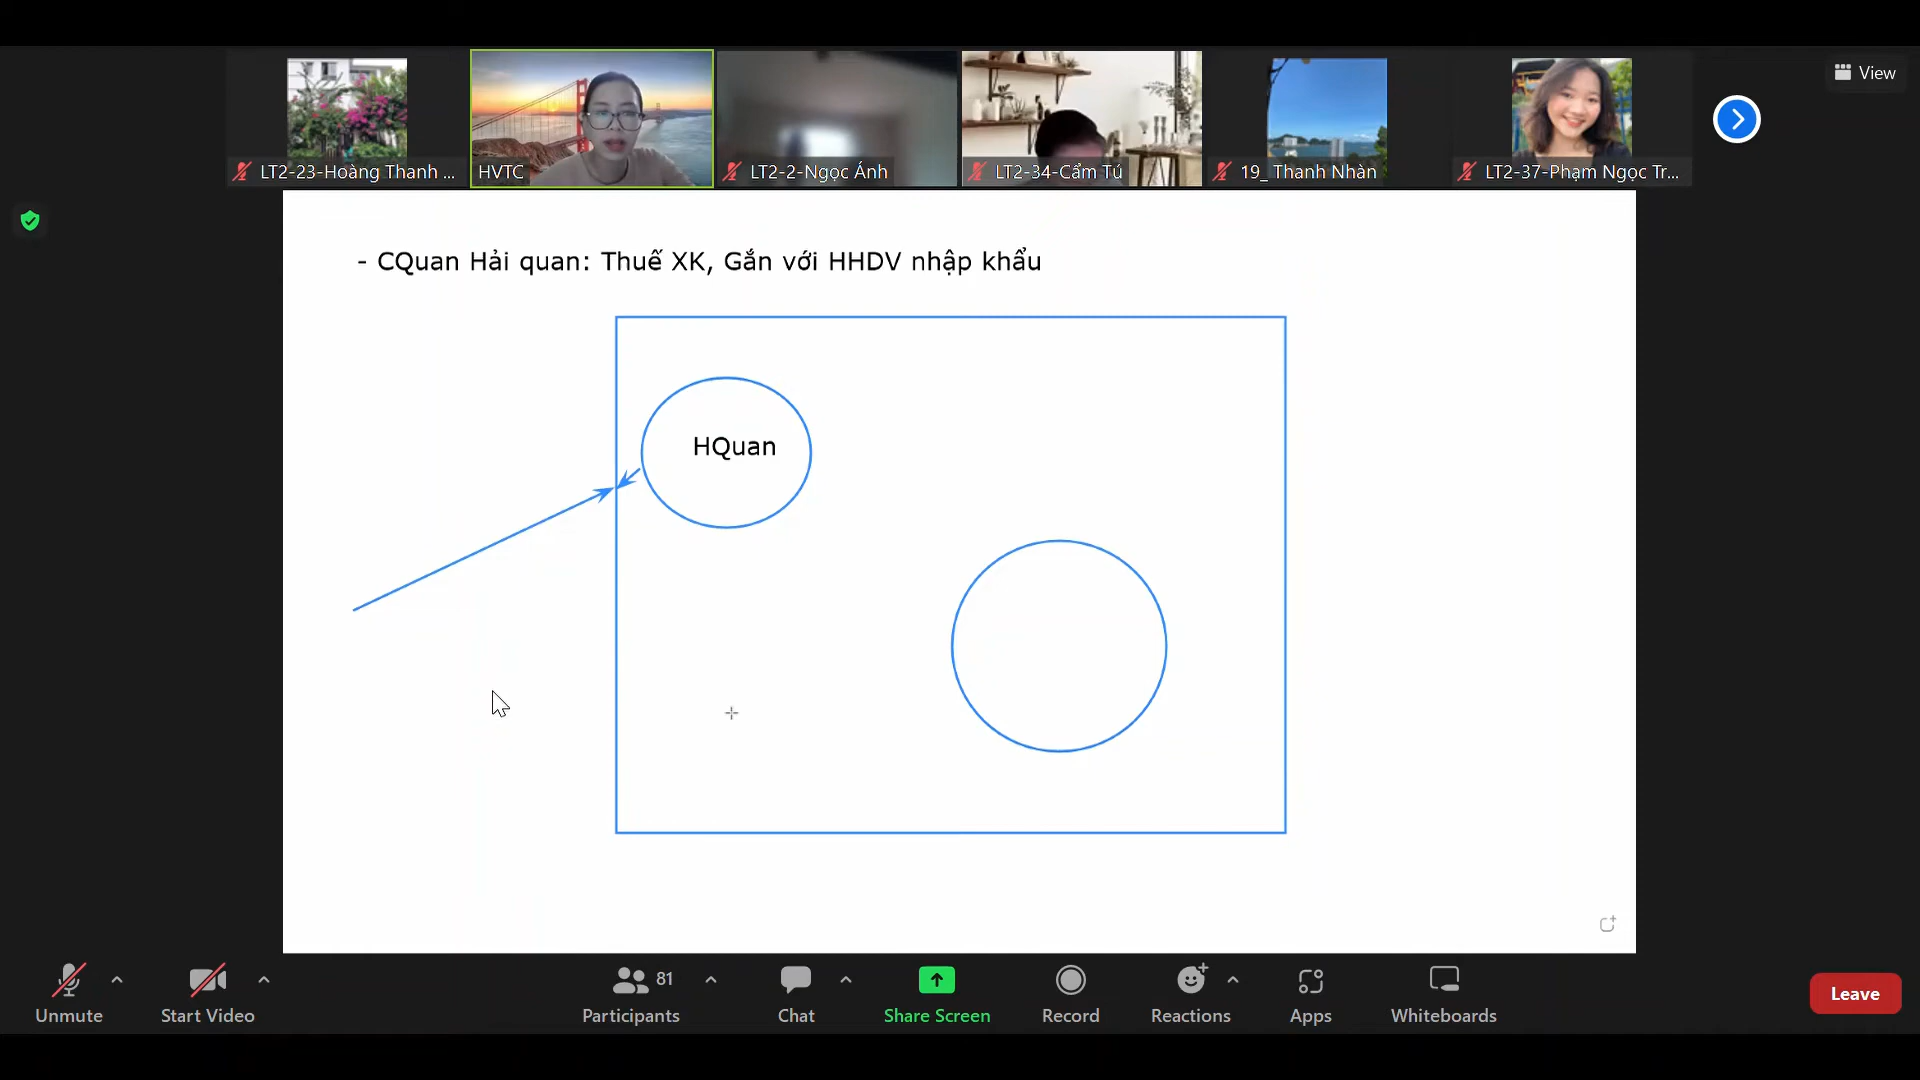 View
LT2-23-Hoàng Thanh ...
HVTC
LT2-2-Ngọc Ánh
LT2-34-Cẩm Tú
19_ Thanh Nhàn
LT2-37-Phạm Ngọc Tr...
- CQuan Hải quan: Thuế XK, Gắn với HHDV nhập khẩu
HQuan
81
Unmute
Start Video
Participants
Chat
Share Screen
Record
Reactions
Apps
Whiteboards
Leave